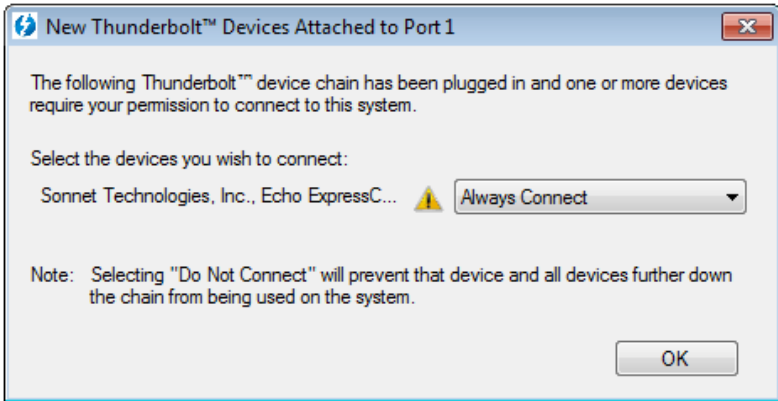 New Thunderbolt™ Devices Attached to Port 1
The following Thunderbolt™ device chain has been plugged in and one or more devices
require your permission to connect to this system.
Select the devices you wish to connect:
Sonnet Technologies, Inc., Echo ExpressC... Always Connect
Note: Selecting "Do Not Connect" will prevent that device and all devices further down
the chain from being used on the system.
OK